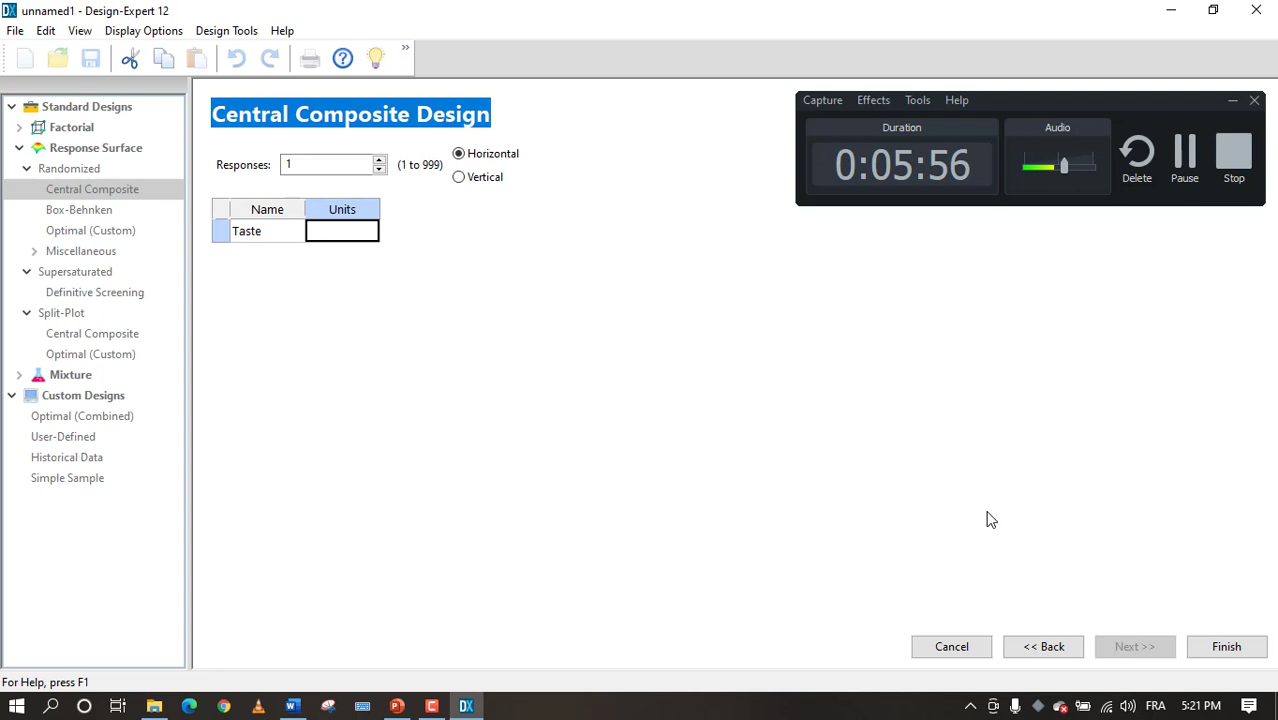 unnamed1 - Design-Expert 12
File Edit View Display Options Design Tools Help
»
Standard Designs
Factorial
Response Surface
Randomized
Central Composite
Box-Behnken
Optimal (Custom)
Miscellaneous
Supersaturated
Definitive Screening
Split-Plot
Central Composite
Optimal (Custom)
Mixture
Custom Designs
Optimal (Combined)
User-Defined
Historical Data
Simple Sample
Central Composite Design
Responses: 1 (1 to 999)
Horizontal
Vertical
Name Units
Taste
Capture Effects Tools Help
Duration
0:05:56
Audio
Delete Pause Stop
Cancel << Back Next >> Finish
For Help, press F1
FRA 5:21 PM